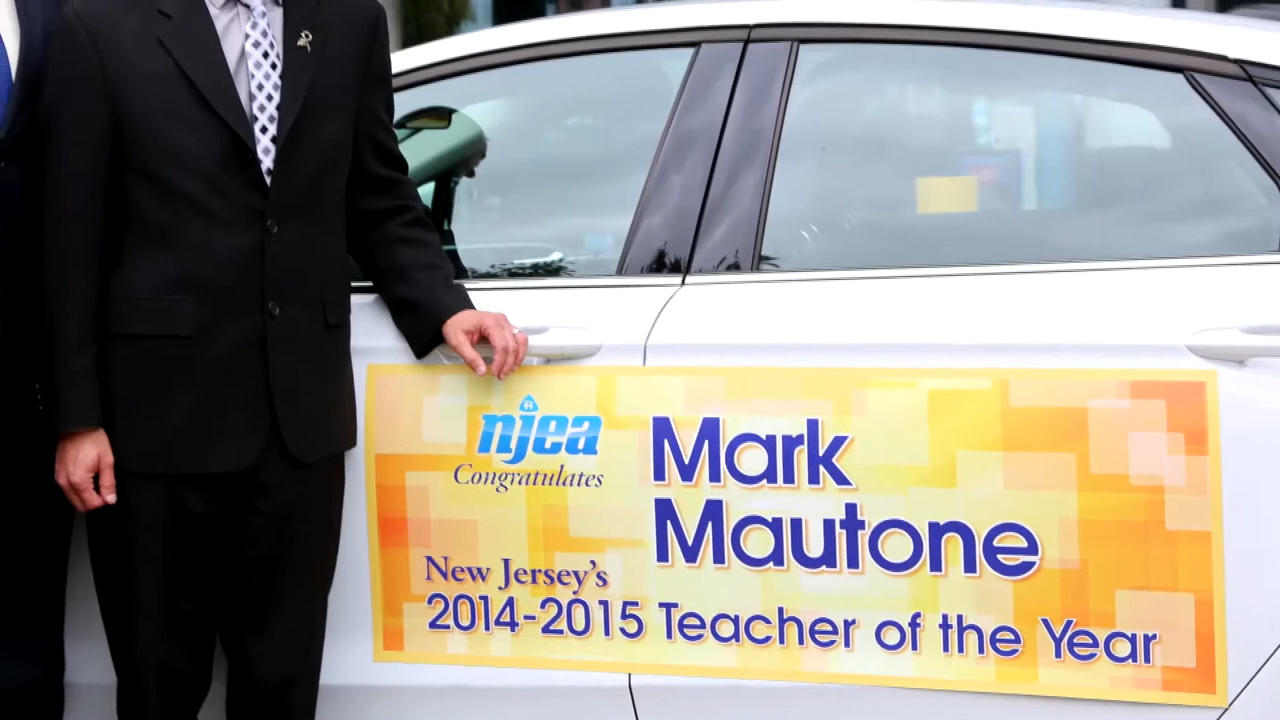 njea
Congratulates
Mark
Mautone
New Jersey's
2014-2015 Teacher of the Year